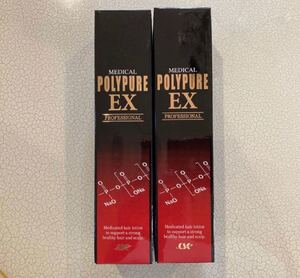 MEDICAL
POLYPURE
EX
PROFESSIONAL
O O O
P O P O P
NaO ONa
Medicated hair lotion
to support a strong
healthy hair and scalp.
MEDICAL
POLYPURE
EX
PROFESSIONAL
O O O
P O P O P
NaO ONa
Medicated hair lotion
to support a strong
healthy hair and scalp.
CSC